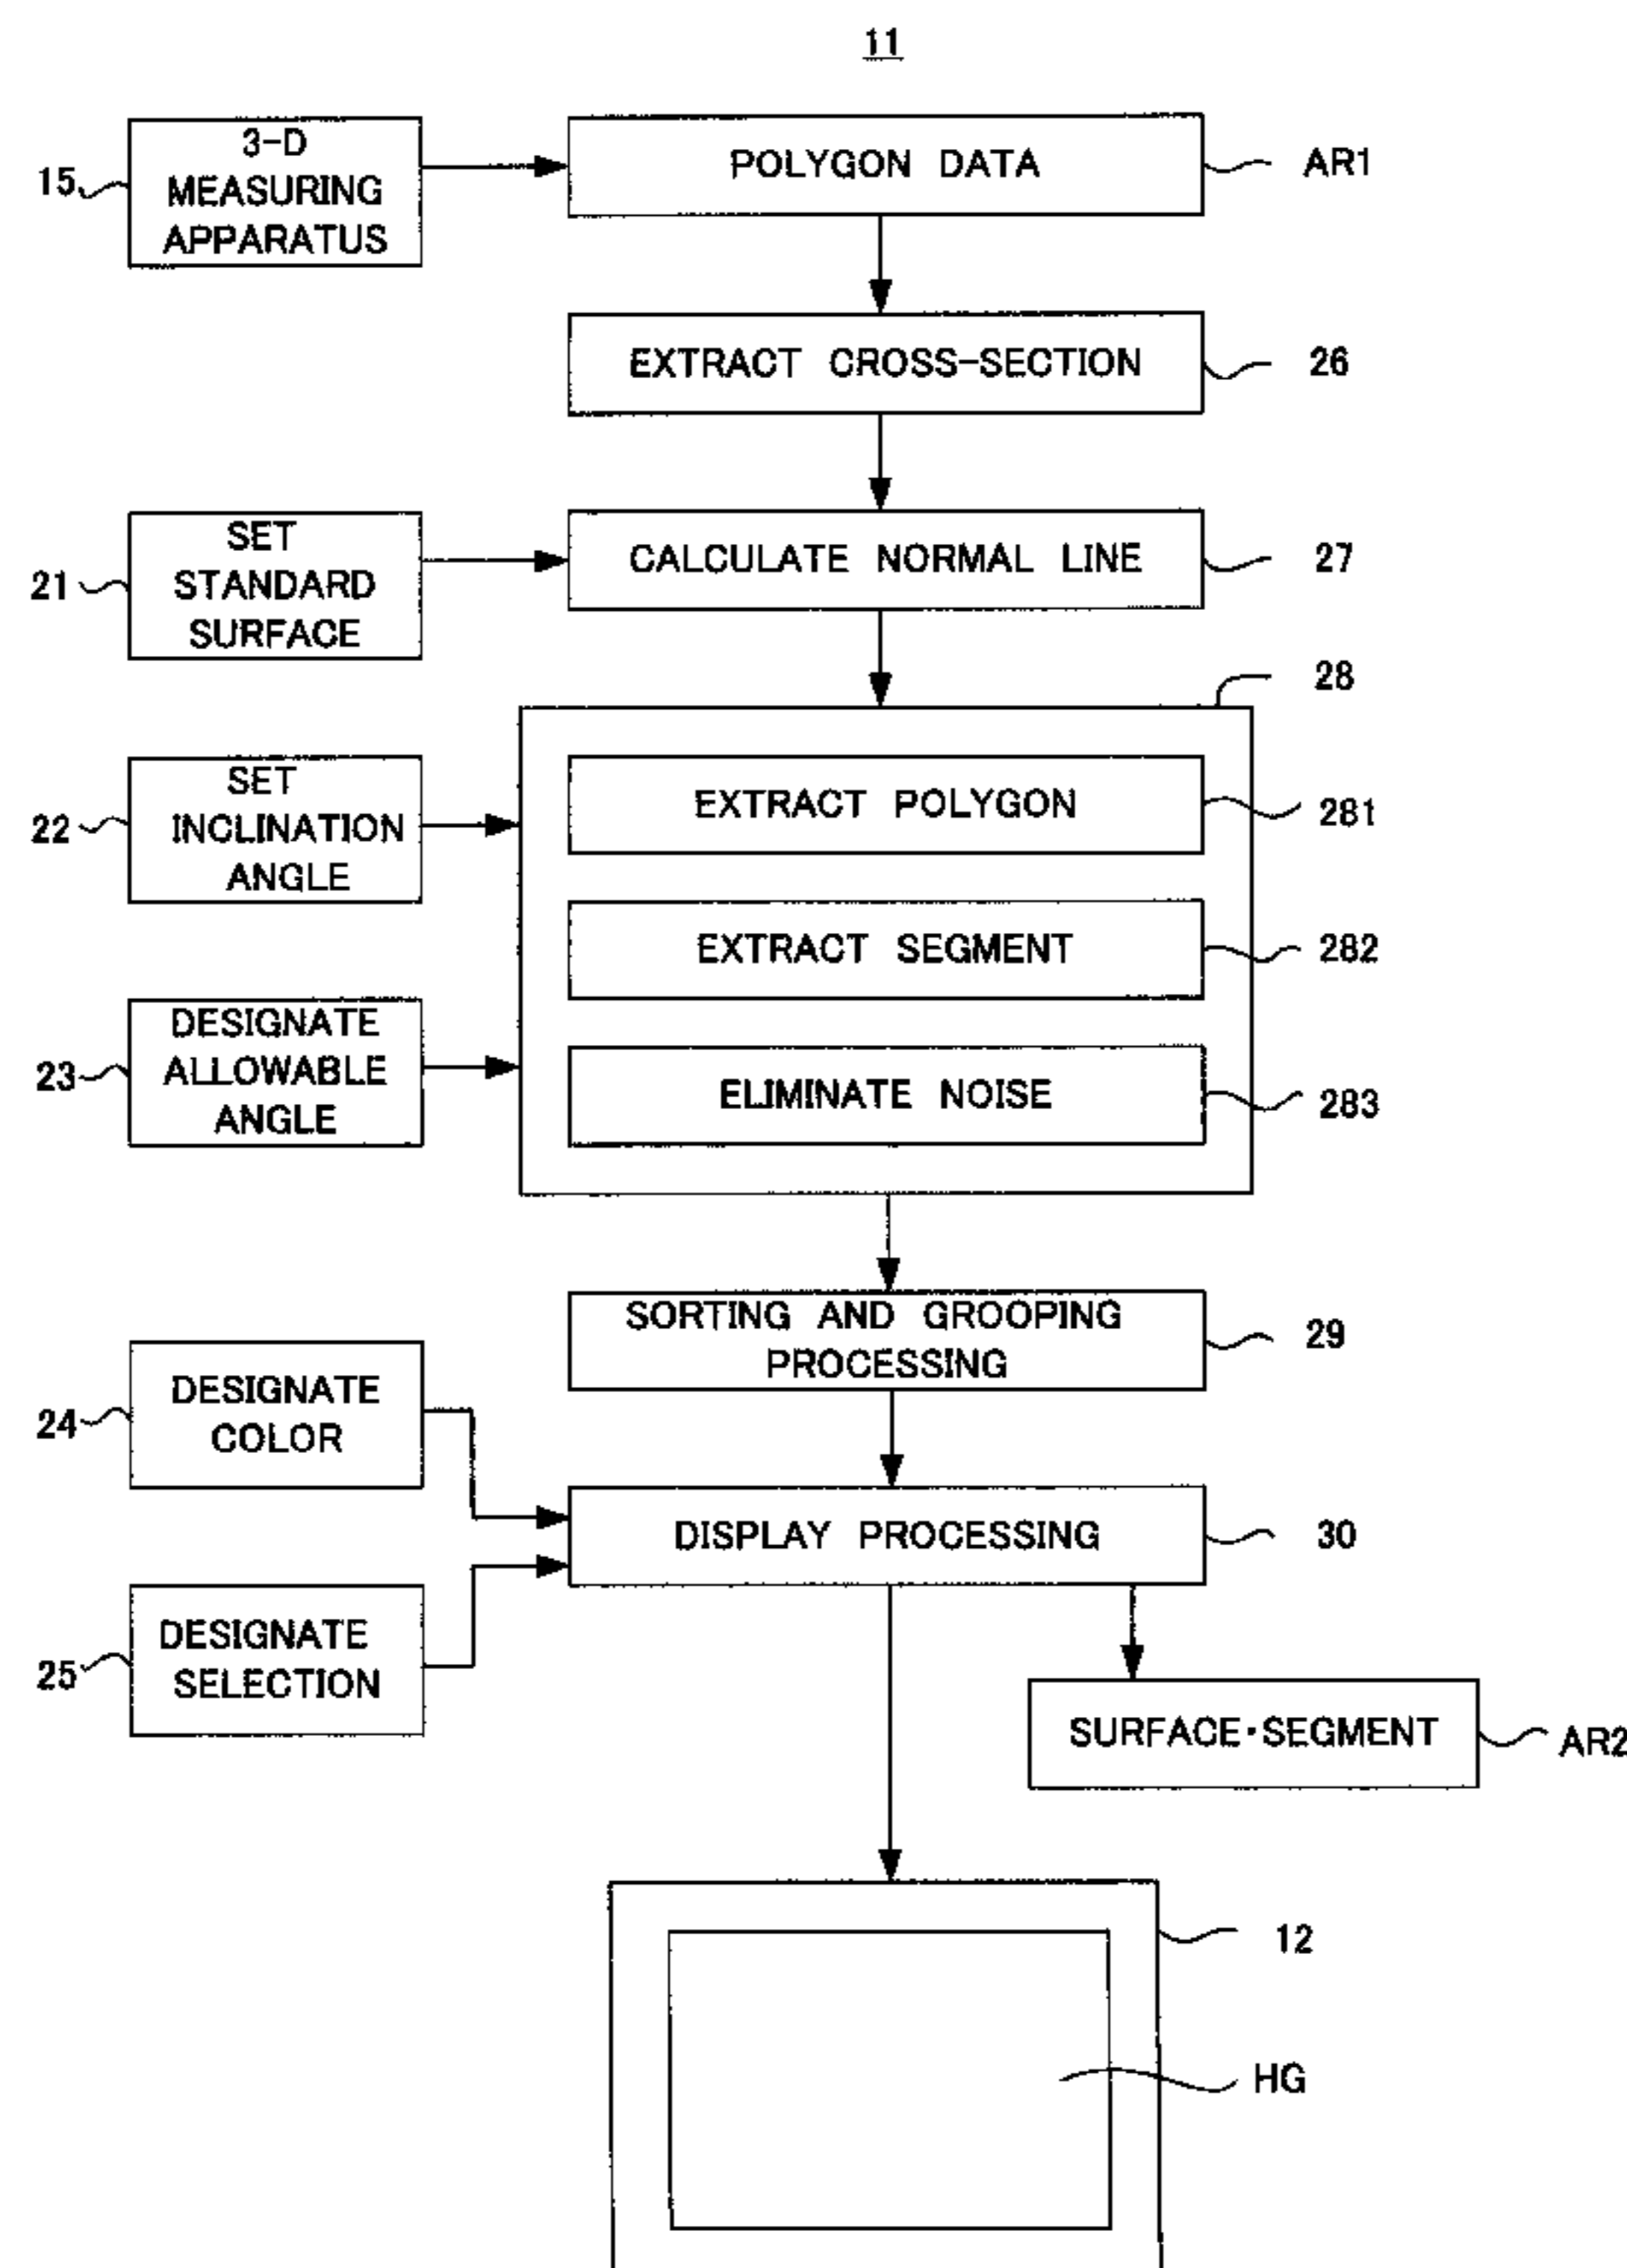 11
3-D
MEASURING
APPARATUS
15
POLYGON DATA
AR1
EXTRACT CROSS-SECTION
26
SET
STANDARD
SURFACE
21
CALCULATE NORMAL LINE
27
28
SET
INCLINATION
ANGLE
22
EXTRACT POLYGON
281
EXTRACT SEGMENT
282
DESIGNATE
ALLOWABLE
ANGLE
23
ELIMINATE NOISE
283
SORTING AND GROOPING
PROCESSING
29
DESIGNATE
COLOR
24
DISPLAY PROCESSING
30
DESIGNATE
SELECTION
25
SURFACE・SEGMENT
AR2
12
HG